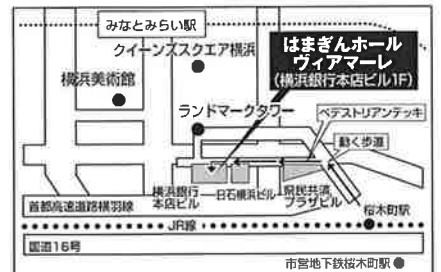 みなとみらい駅
クイーンズスクエア横浜
はまぎんホール
ヴィアマーレ
(横浜銀行本店ビル1F)
横浜美術館
ランドマークタワー
ペデストリアンデッキ
動く歩道
横浜銀行
本店ビル
日石横浜ビル
県民共済
プラザビル
首都高速道路横羽線
桜木町駅
JR線
国道16号
市営地下鉄桜木町駅